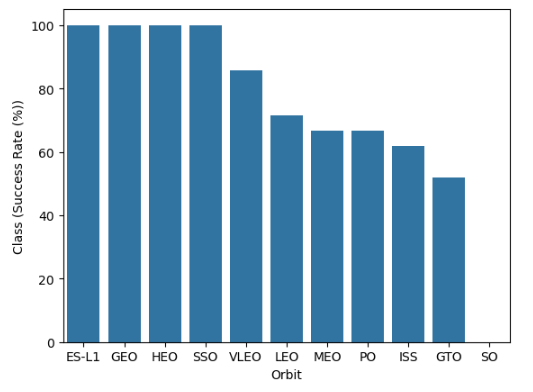 100
80
60
40
20
0
Class (Success Rate (%))
ES-L1 GEO HEO SSO VLEO LEO MEO PO ISS GTO SO
Orbit